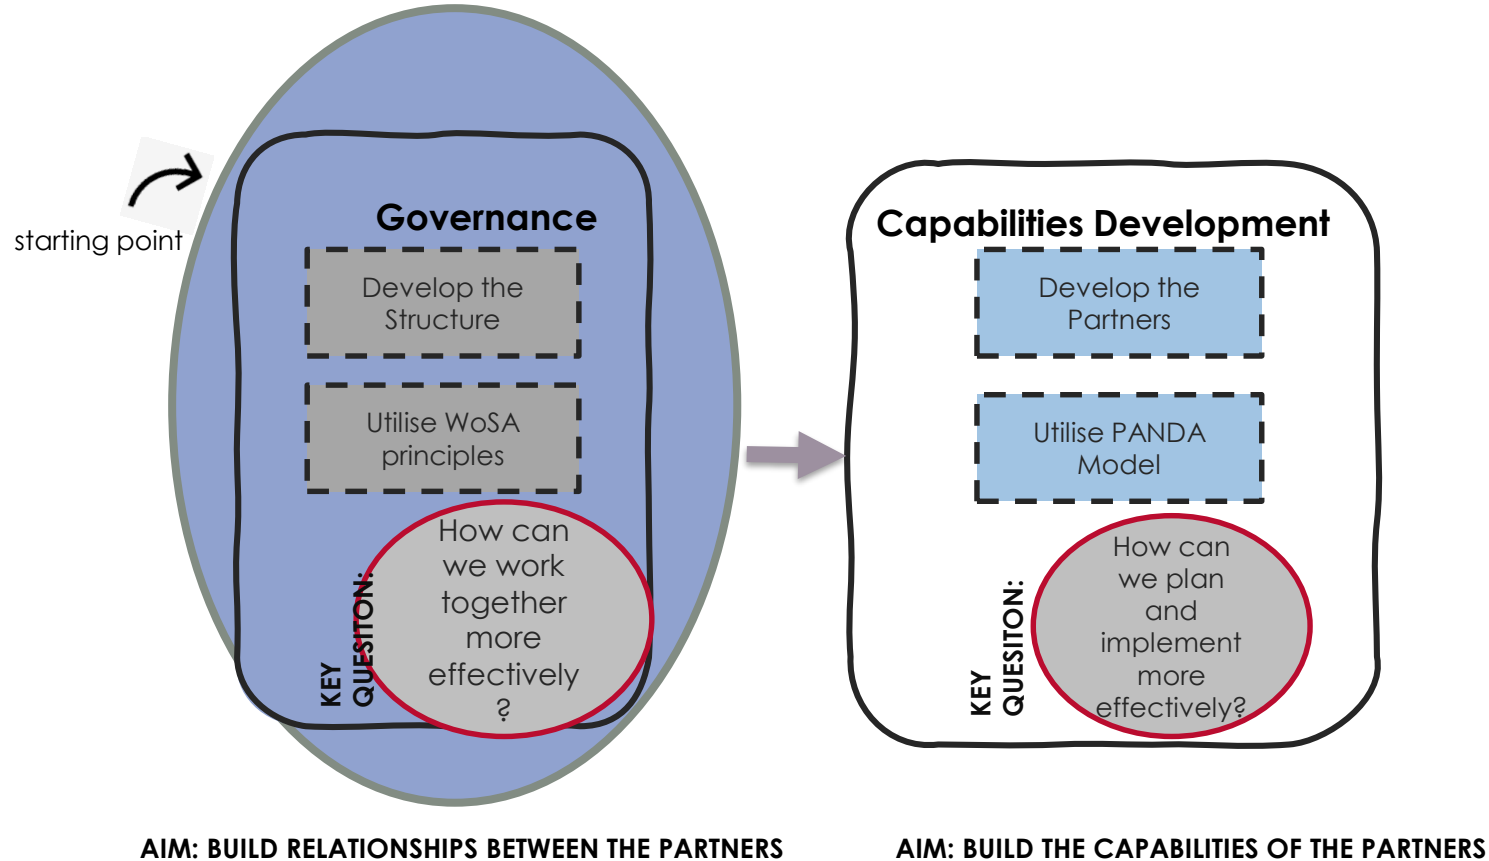 starting point
Governance
Develop the
Structure
Utilise WoSA
principles
KEY
QUESITON:
How can
we work
together
more
effectively
?
AIM: BUILD RELATIONSHIPS BETWEEN THE PARTNERS
Capabilities Development
Develop the
Partners
Utilise PANDA
Model
KEY
QUESITON:
How can
we plan
and
implement
more
effectively?
AIM: BUILD THE CAPABILITIES OF THE PARTNERS